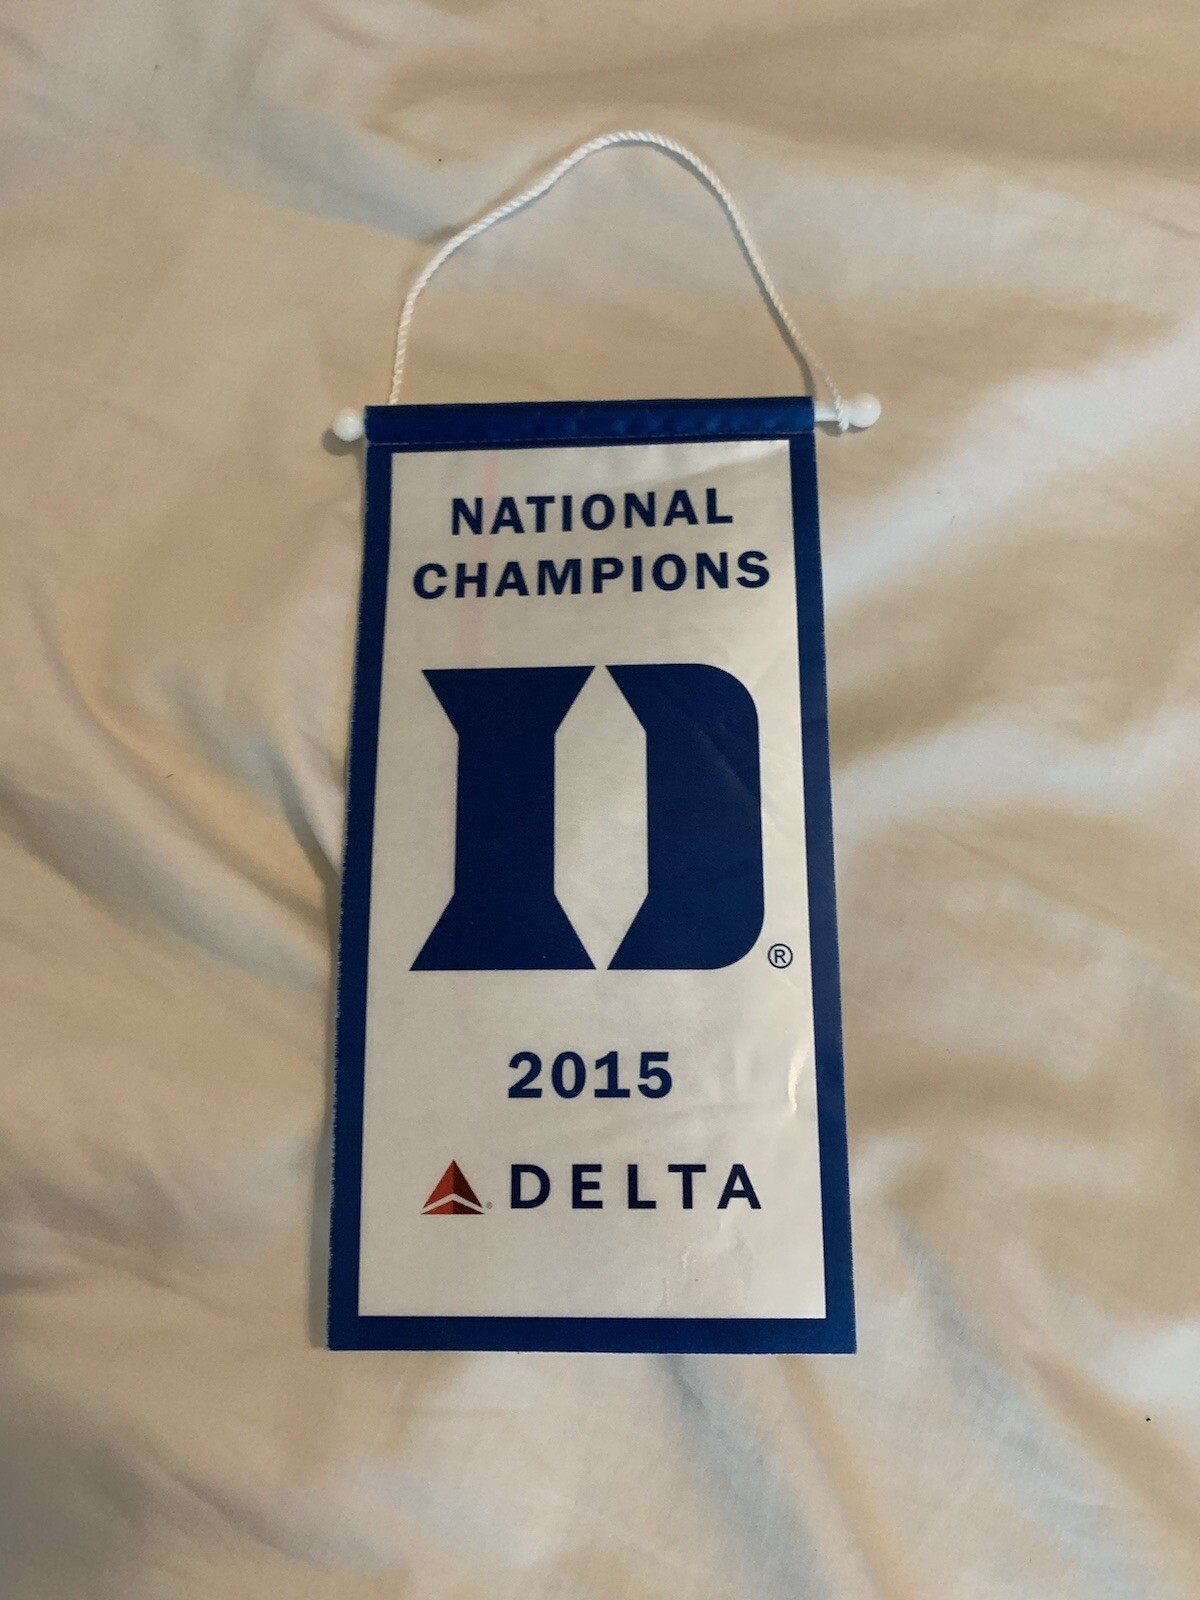 NATIONAL
CHAMPIONS
D®
2015
DELTA